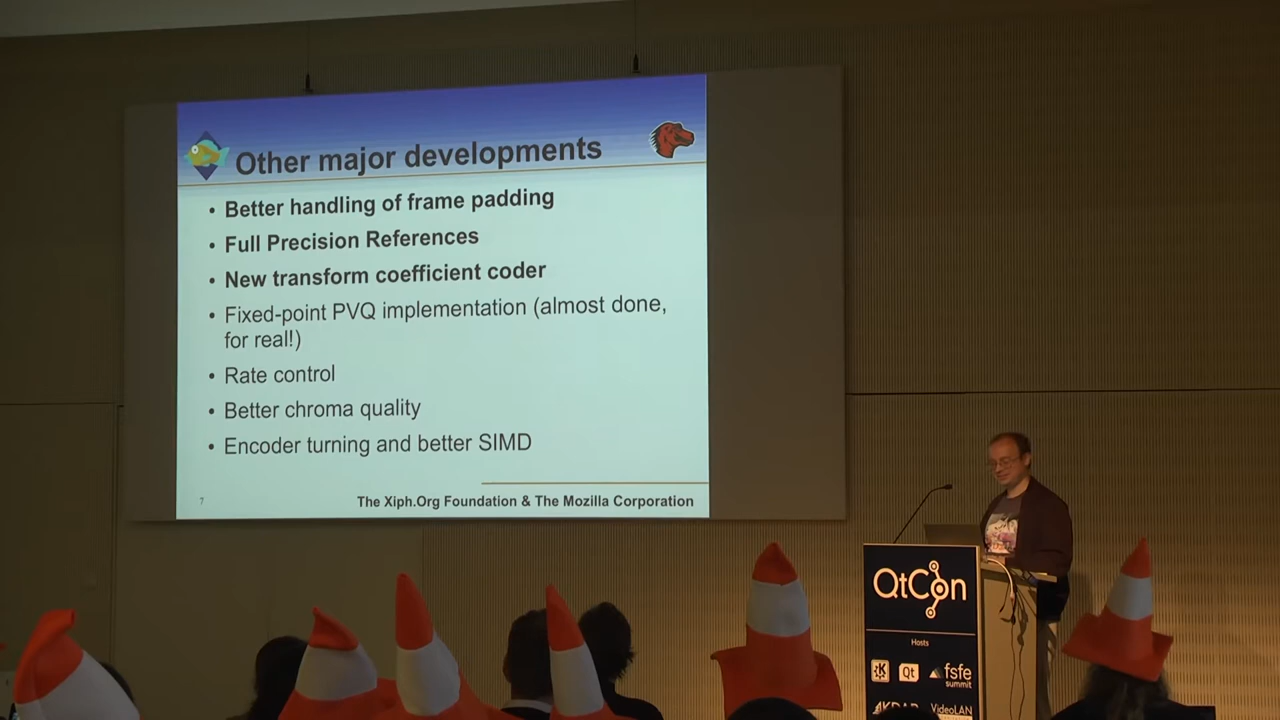 Other major developments
• Better handling of frame padding
• Full Precision References
• New transform coefficient coder
• Fixed-point PVQ implementation (almost done,
for real!)
• Rate control
• Better chroma quality
• Encoder turning and better SIMD
7
The Xiph.Org Foundation & The Mozilla Corporation
QtCon
Hosts
Qt
fsfe
summit
KDAB
VideoLAN